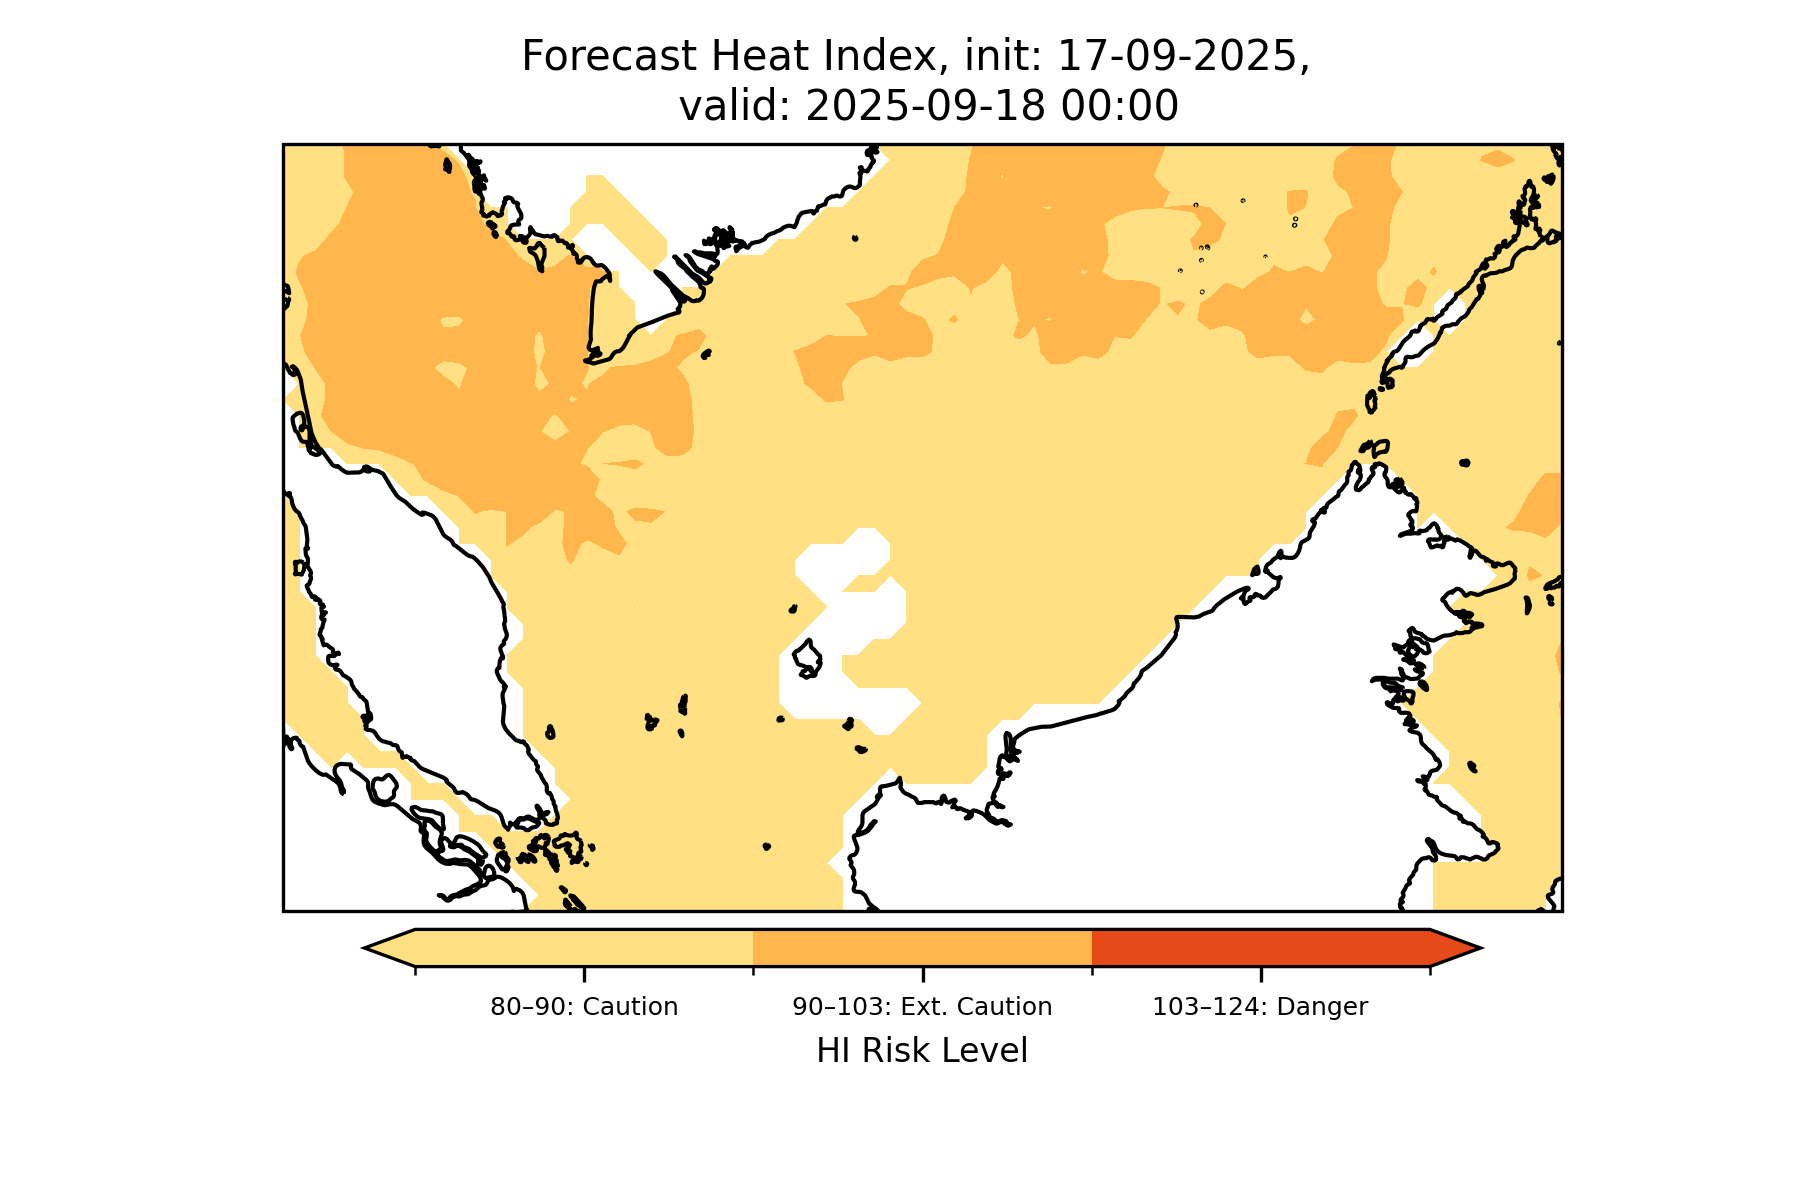 Forecast Heat Index, init: 17-09-2025,
valid: 2025-09-18 00:00
80–90: Caution
90–103: Ext. Caution
103–124: Danger
HI Risk Level